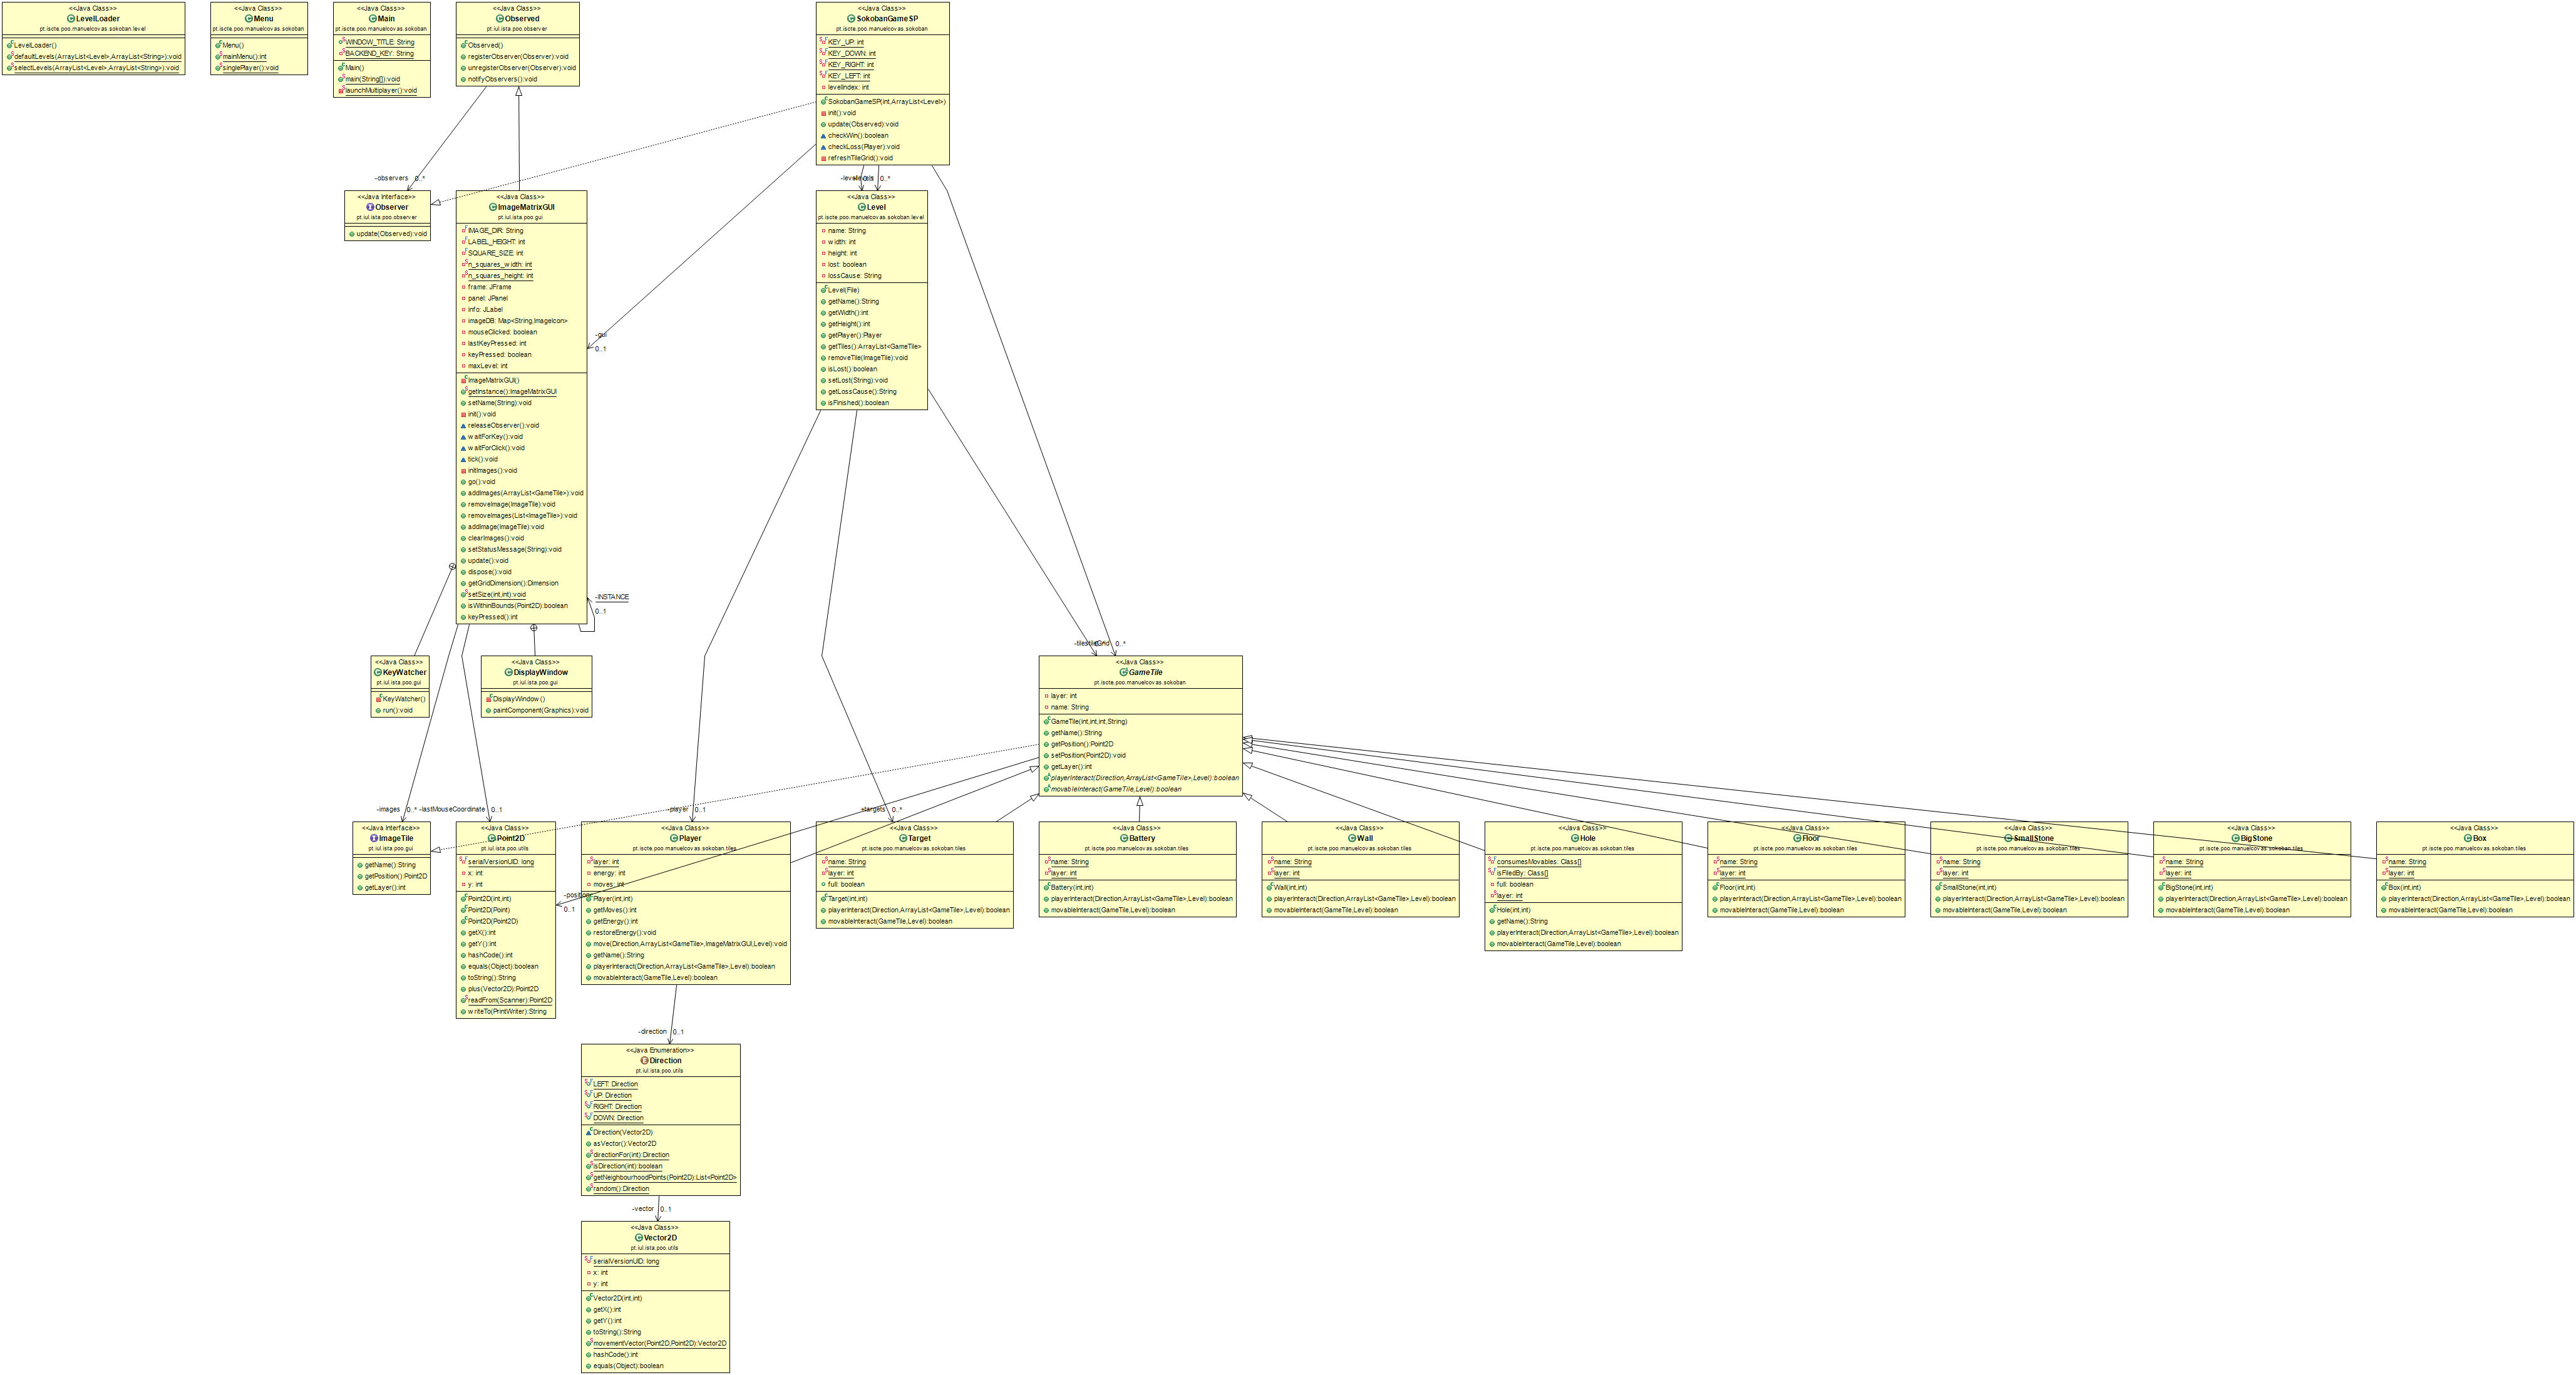 <<Java Class>>
LevelLoader
pt.iscte.poo.manuelcovas.sokoban.level
LevelLoader()
defaultLevels(ArrayList<Level>,ArrayList<String>):void
selectLevels(ArrayList<Level>,ArrayList<String>):void
<<Java Class>>
Menu
pt.iscte.poo.manuelcovas.sokoban
Menu()
mainMenu():int
singlePlayer():void
<<Java Class>>
Main
pt.iscte.poo.manuelcovas.sokoban
WINDOW_TITLE: String
BACKEND_KEY: String
Main()
main(String[]):void
launchMultiplayer():void
<<Java Class>>
Observed
pt.iul.ista.poo.observer
Observed()
registerObserver(Observer):void
unregisterObserver(Observer):void
notifyObservers():void
<<Java Class>>
SokobanGameSP
pt.iscte.poo.manuelcovas.sokoban
KEY_UP: int
KEY_DOWN: int
KEY_RIGHT: int
KEY_LEFT: int
levelIndex: int
SokobanGameSP(int,ArrayList<Level>)
init():void
update(Observed):void
checkWin():boolean
checkLoss(Player):void
refreshTileGrid():void
-observers 0..*
0..*
<<Java Interface>>
Observer
pt.iul.ista.poo.observer
update(Observed):void
<<Java Class>>
ImageMatrixGUI
pt.iul.ista.poo.gui
IMAGE_DIR: String
LABEL_HEIGHT: int
SQUARE_SIZE: int
n_squares_width: int
n_squares_height: int
frame: JFrame
panel: JPanel
info: JLabel
imageDB: Map<String,ImageIcon>
mouseClicked: boolean
lastKeyPressed: int
keyPressed: boolean
maxLevel: int
ImageMatrixGUI()
getInstance():ImageMatrixGUI
setName(String):void
init():void
releaseObserver():void
waitForKey():void
waitForClick():void
tick():void
initImages():void
go():void
addImages(ArrayList<GameTile>):void
removeImage(ImageTile):void
removeImages(List<ImageTile>):void
addImage(ImageTile):void
clearImages():void
setStatusMessage(String):void
update():void
dispose():void
getGridDimension():Dimension
setSize(int,int):void
isWithinBounds(Point2D):boolean
keyPressed():int
-gui
0..1
-INSTANCE
0..1
<<Java Class>>
Level
pt.iscte.poo.manuelcovas.sokoban.level
name: String
width: int
height: int
lost: boolean
lossCause: String
Level(File)
getName():String
getWidth():int
getHeight():int
getPlayer():Player
getTiles():ArrayList<GameTile>
removeTile(ImageTile):void
isLost():boolean
setLost(String):void
getLossCause():String
isFinished():boolean
<<Java Class>>
KeyWatcher
pt.iul.ista.poo.gui
KeyWatcher()
run():void
<<Java Class>>
DisplayWindow
pt.iul.ista.poo.gui
DisplayWindow()
paintComponent(Graphics):void
0..*
<<Java Class>>
GameTile
pt.iscte.poo.manuelcovas.sokoban
layer: int
name: String
GameTile(int,int,int,String)
getName():String
getPosition():Point2D
setPosition(Point2D):void
getLayer():int
playerInteract(Direction,ArrayList<GameTile>,Level):boolean
movableInteract(GameTile,Level):boolean
-images 0..*
-lastMouseCoordinate 0..1
-player 0..1
-targets 0..*
<<Java Interface>>
ImageTile
pt.iul.ista.poo.gui
getName():String
getPosition():Point2D
getLayer():int
<<Java Class>>
Point2D
pt.iul.ista.poo.utils
serialVersionUID: long
x: int
y: int
Point2D(int,int)
Point2D(Point)
Point2D(Point2D)
getX():int
getY():int
hashCode():int
equals(Object):boolean
toString():String
plus(Vector2D):Point2D
readFrom(Scanner):Point2D
writeTo(PrintWriter):String
-position
0..1
<<Java Class>>
Player
pt.iscte.poo.manuelcovas.sokoban.tiles
layer: int
energy: int
moves: int
Player(int,int)
getMoves():int
getEnergy():int
restoreEnergy():void
move(Direction,ArrayList<GameTile>,ImageMatrixGUI,Level):void
getName():String
playerInteract(Direction,ArrayList<GameTile>,Level):boolean
movableInteract(GameTile,Level):boolean
<<Java Class>>
Target
pt.iscte.poo.manuelcovas.sokoban.tiles
name: String
layer: int
full: boolean
Target(int,int)
playerInteract(Direction,ArrayList<GameTile>,Level):boolean
movableInteract(GameTile,Level):boolean
<<Java Class>>
Battery
pt.iscte.poo.manuelcovas.sokoban.tiles
name: String
layer: int
Battery(int,int)
playerInteract(Direction,ArrayList<GameTile>,Level):boolean
movableInteract(GameTile,Level):boolean
<<Java Class>>
Wall
pt.iscte.poo.manuelcovas.sokoban.tiles
name: String
layer: int
Wall(int,int)
playerInteract(Direction,ArrayList<GameTile>,Level):boolean
movableInteract(GameTile,Level):boolean
<<Java Class>>
Hole
pt.iscte.poo.manuelcovas.sokoban.tiles
consumesMovables: Class[]
isFiledBy: Class[]
full: boolean
layer: int
Hole(int,int)
getName():String
playerInteract(Direction,ArrayList<GameTile>,Level):boolean
movableInteract(GameTile,Level):boolean
<<Java Class>>
Floor
pt.iscte.poo.manuelcovas.sokoban.tiles
name: String
layer: int
Floor(int,int)
playerInteract(Direction,ArrayList<GameTile>,Level):boolean
movableInteract(GameTile,Level):boolean
<<Java Class>>
SmallStone
pt.iscte.poo.manuelcovas.sokoban.tiles
name: String
layer: int
SmallStone(int,int)
playerInteract(Direction,ArrayList<GameTile>,Level):boolean
movableInteract(GameTile,Level):boolean
<<Java Class>>
BigStone
pt.iscte.poo.manuelcovas.sokoban.tiles
name: String
layer: int
BigStone(int,int)
playerInteract(Direction,ArrayList<GameTile>,Level):boolean
movableInteract(GameTile,Level):boolean
<<Java Class>>
Box
pt.iscte.poo.manuelcovas.sokoban.tiles
name: String
layer: int
Box(int,int)
playerInteract(Direction,ArrayList<GameTile>,Level):boolean
movableInteract(GameTile,Level):boolean
-direction 0..1
<<Java Enumeration>>
Direction
pt.iul.ista.poo.utils
LEFT: Direction
UP: Direction
RIGHT: Direction
DOWN: Direction
Direction(Vector2D)
asVector():Vector2D
directionFor(int):Direction
isDirection(int):boolean
getNeighbourhoodPoints(Point2D):List<Point2D>
random():Direction
-vector 0..1
<<Java Class>>
Vector2D
pt.iul.ista.poo.utils
serialVersionUID: long
x: int
y: int
Vector2D(int,int)
getX():int
getY():int
toString():String
movementVector(Point2D,Point2D):Vector2D
hashCode():int
equals(Object):boolean